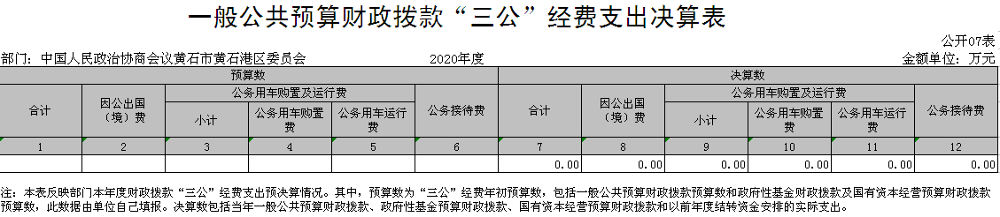 一般公共预算财政拨款“三公”经费支出决算表
公开07表
部门：中国人民政治协商会议黄石市黄石港区委员会 2020年度 金额单位：万元
预算数 决算数
合计 因公出国（境）费 公务用车购置及运行费 公务接待费 合计 因公出国（境）费 公务用车购置及运行费 公务接待费
小计 公务用车购置费 公务用车运行费 小计 公务用车购置费 公务用车运行费
1 2 3 4 5 6 7 8 9 10 11 12
0.00 0.00 0.00 0.00 0.00 0.00
注：本表反映部门本年度财政拨款“三公”经费支出预决算情况。其中，预算数为“三公”经费年初预算数，包括一般公共预算财政拨款预算数和政府性基金财政拨款及国有资本经营预算财政拨款
预算数，此数据由单位自己填报。决算数包括当年一般公共预算财政拨款、政府性基金预算财政拨款、国有资本经营预算财政拨款和以前年度结转资金安排的实际支出。